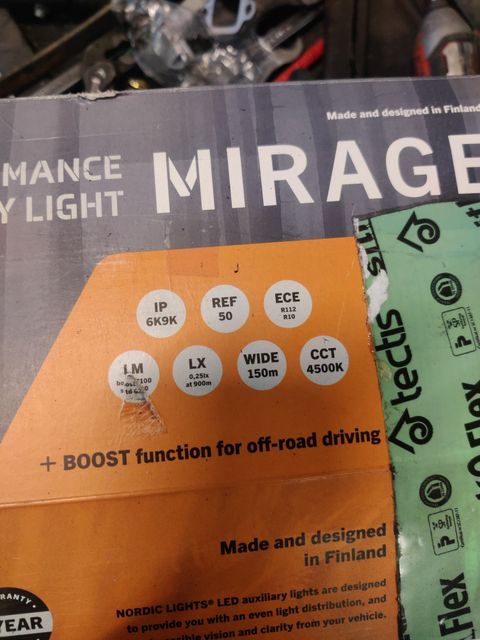 Made and designed in Finland
MANCE
Y LIGHT
MIRAGE
IP
6K9K
REF
50
ECE
R112
R10
LM
LX
0,25lx
at 900m
WIDE
150m
CCT
4500K
+ BOOST function for off-road driving
Made and designed
in Finland
NORDIC LIGHTS® LED auxiliary lights are designed
to provide you with an even light distribution, and
vision and clarity from your vehicle.
YEAR
tectis
Flex